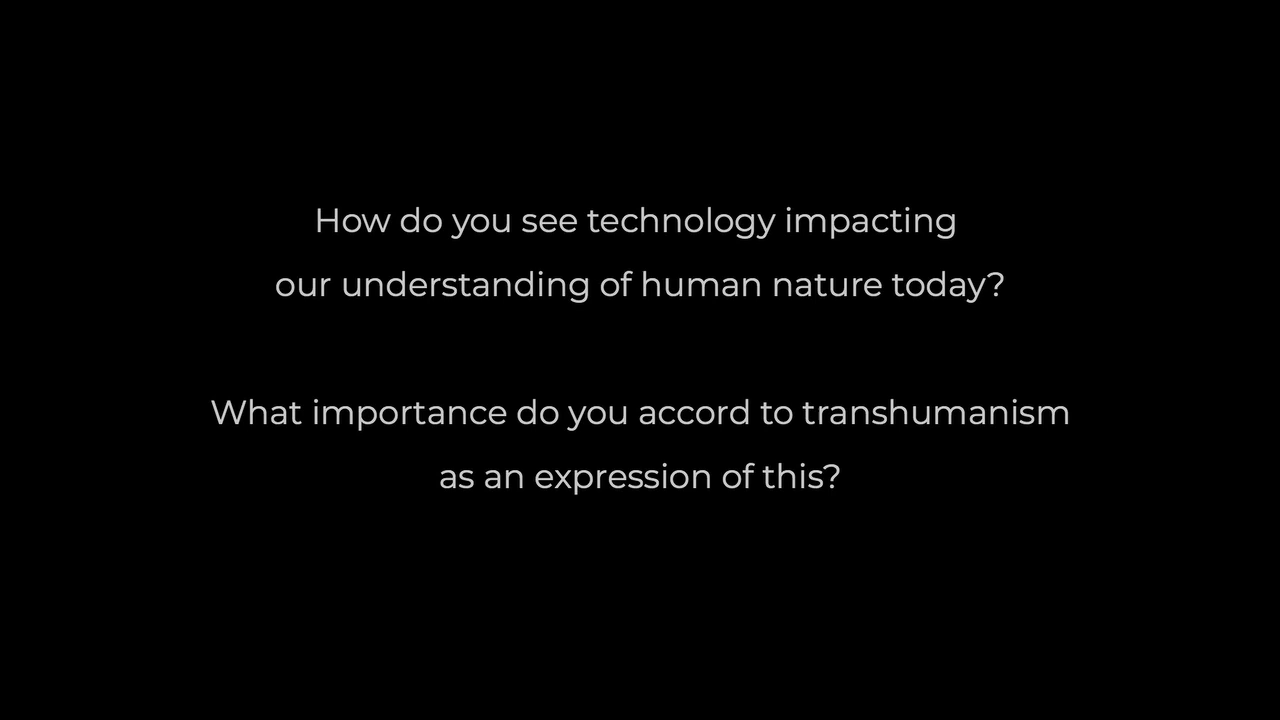 How do you see technology impacting
our understanding of human nature today?
What importance do you accord to transhumanism
as an expression of this?